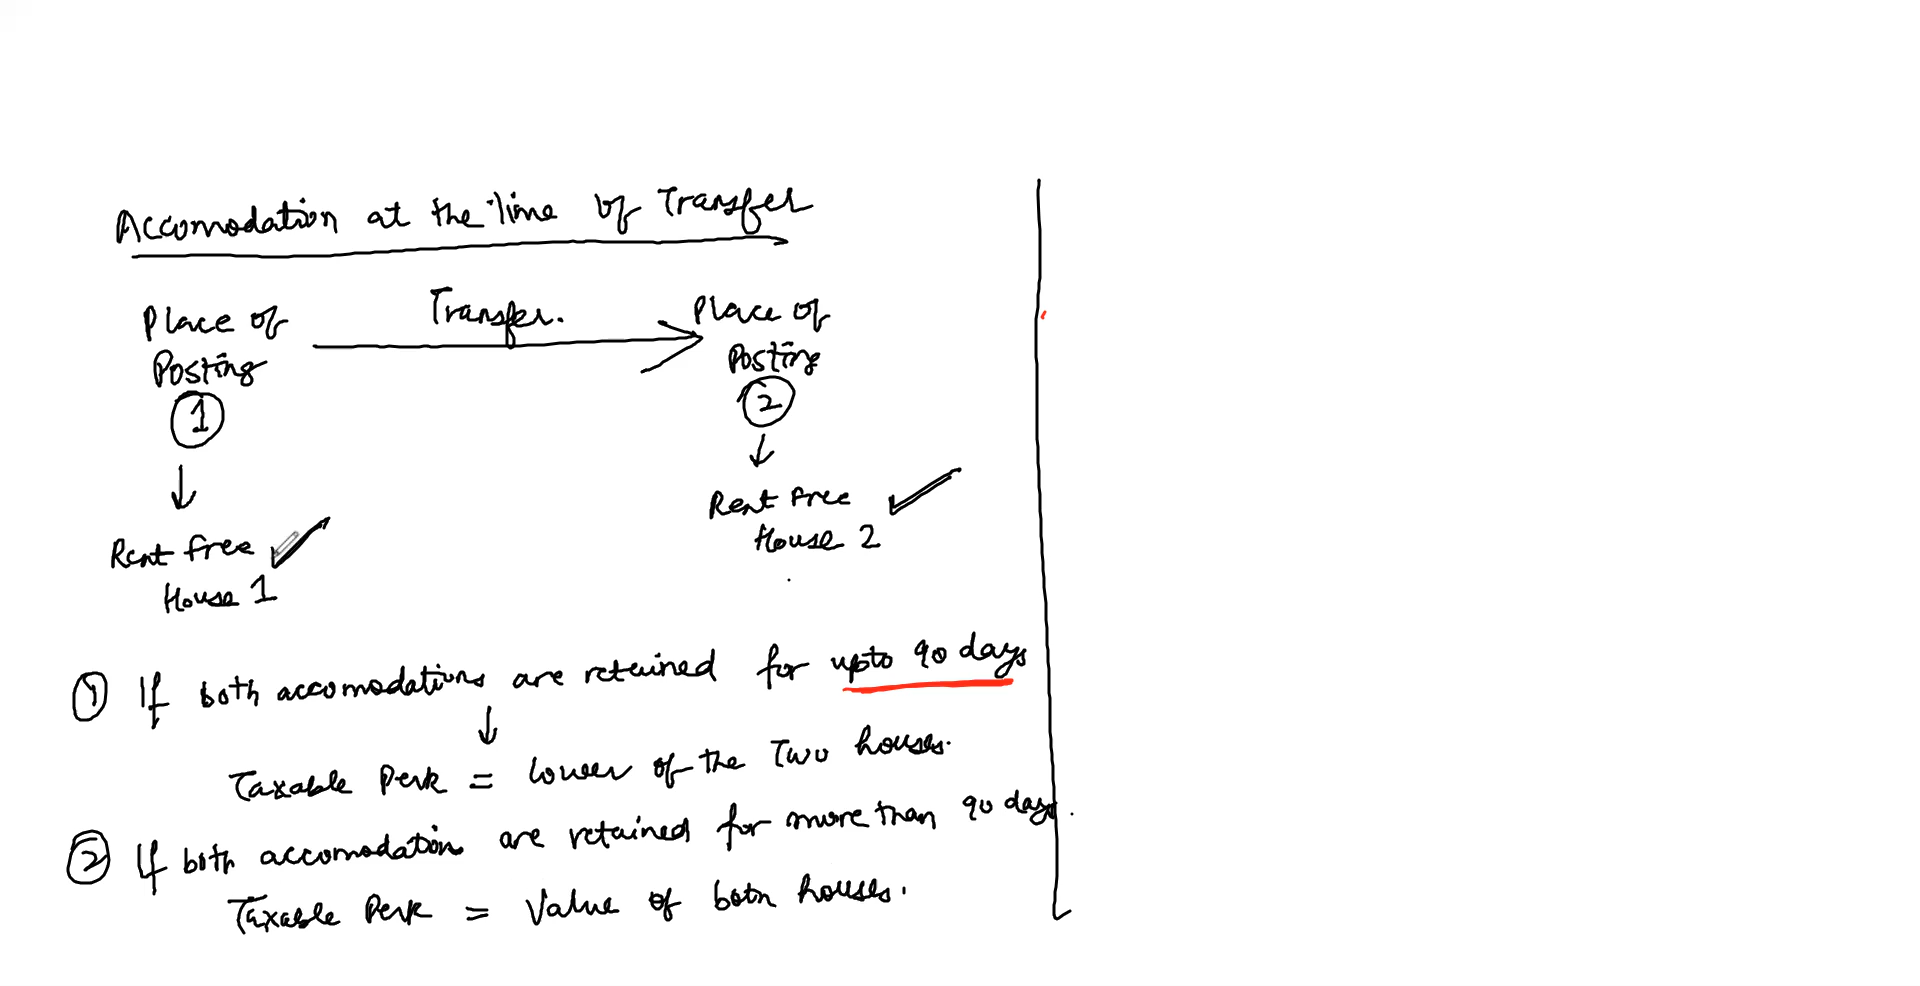 Accomodation at the time of Transfer
Place of Posting 1
Transfer.
Place of Posting 2
Rent free House 1
Rent free House 2
1 If both accomodations are retained for upto 90 days
Taxable Perk = lower of the Two houses.
2 If both accomodations are retained for more than 90 days.
Taxable Perk = Value of both houses.